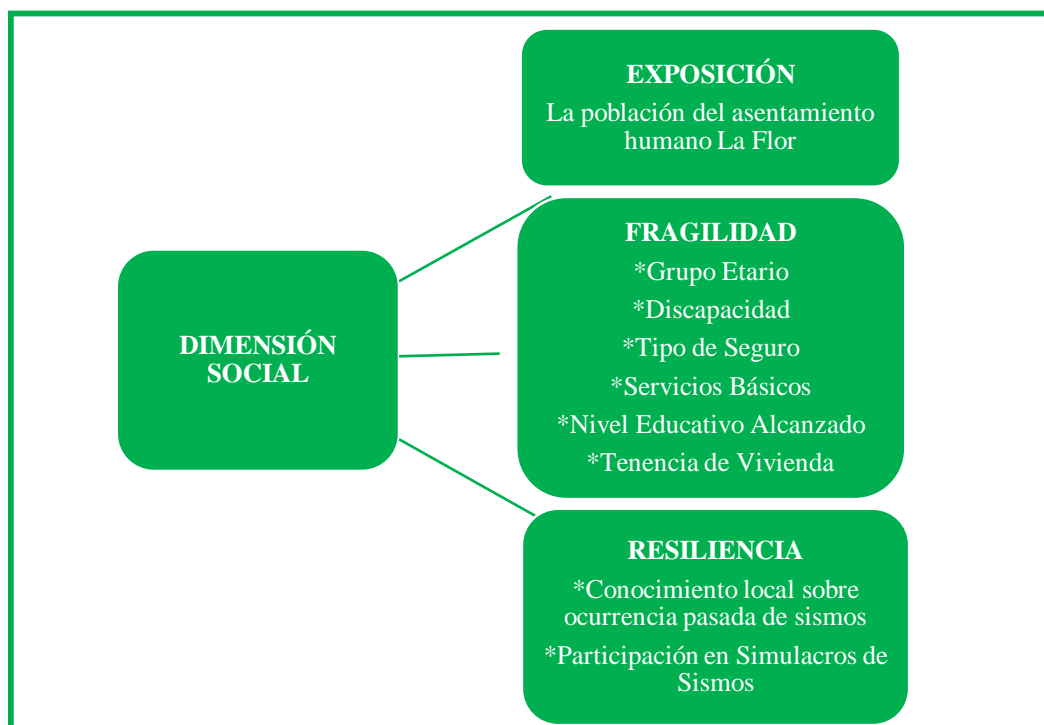 EXPOSICIÓN
La población del asentamiento
humano La Flor
DIMENSIÓN
SOCIAL
FRAGILIDAD
*Grupo Etario
*Discapacidad
*Tipo de Seguro
*Servicios Básicos
*Nivel Educativo Alcanzado
*Tenencia de Vivienda
RESILIENCIA
*Conocimiento local sobre
ocurrencia pasada de sismos
*Participación en Simulacros de
Sismos